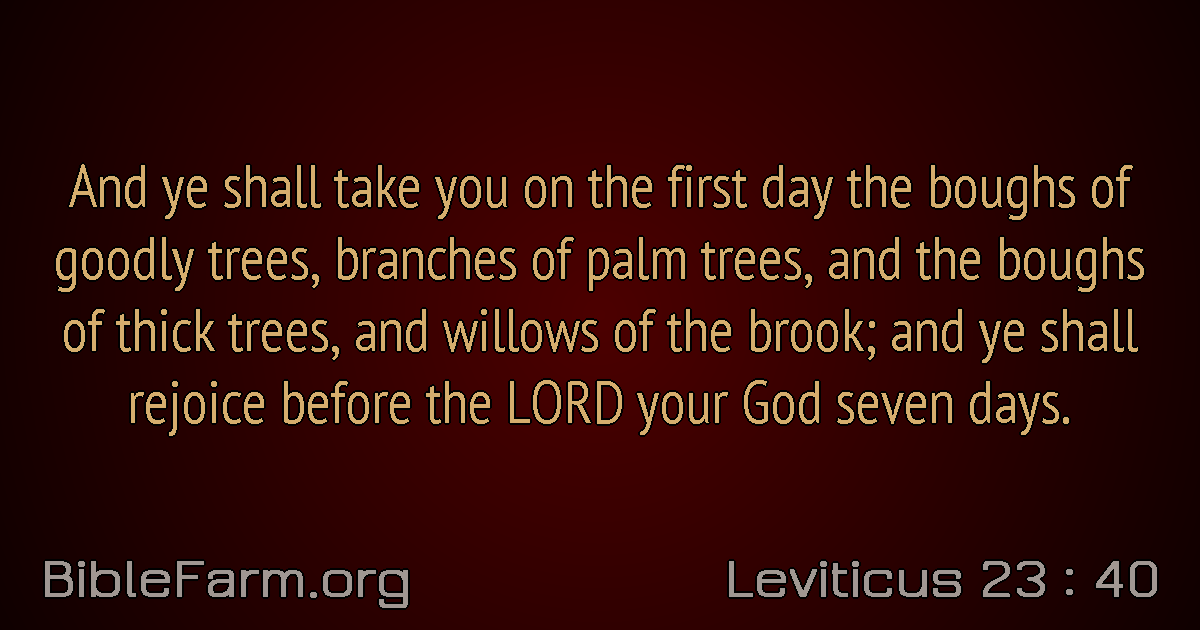 And ye shall take you on the first day the boughs of
goodly trees, branches of palm trees, and the boughs
of thick trees, and willows of the brook; and ye shall
rejoice before the LORD your God seven days.
BibleFarm.org
Leviticus 23 : 40